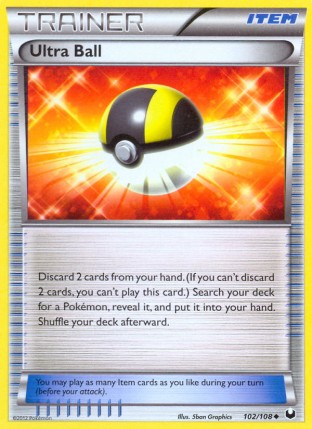 TRAINER ITEM
Ultra Ball
Discard 2 cards from your hand. (If you can't discard
2 cards, you can't play this card.) Search your deck
for a Pokémon, reveal it, and put it into your hand.
Shuffle your deck afterward.
You may play as many Item cards as you like during your turn
(before your attack).
©2012 Pokémon Illus. 5ban Graphics 102/108